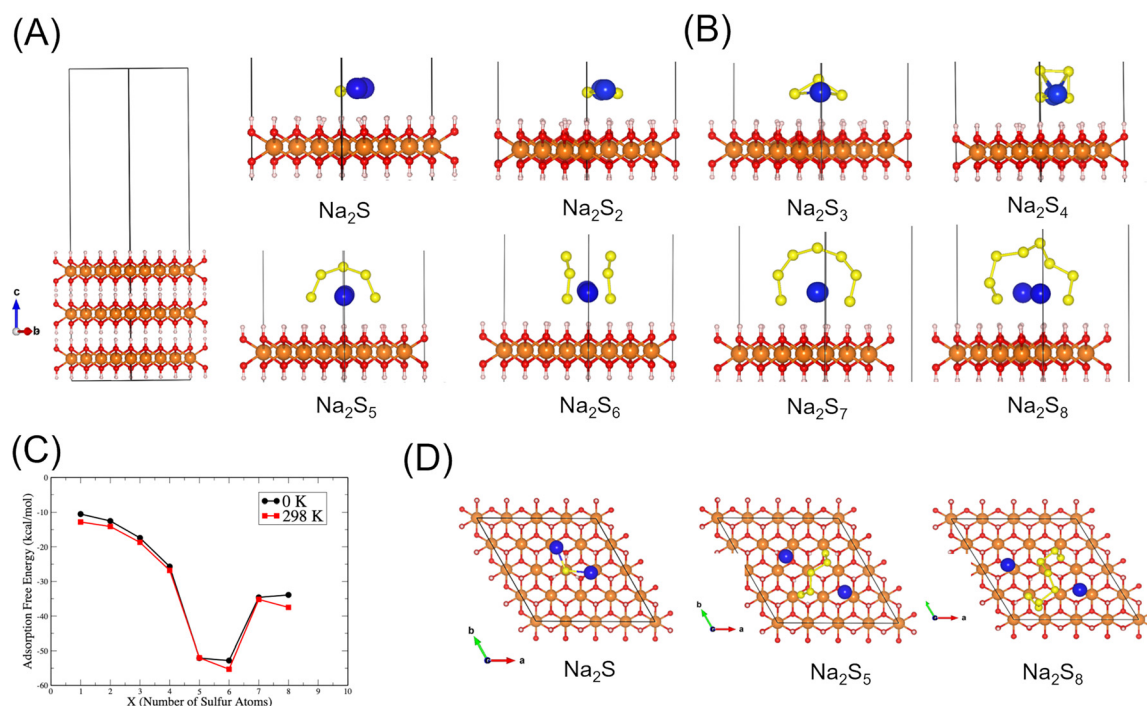 (A)
(B)
c
b
Na₂S
Na₂S₂
Na₂S₃
Na₂S₄
Na₂S₅
Na₂S₆
Na₂S₇
Na₂S₈
(C)
Adsorption Free Energy (kcal/mol)
0
-10
-20
-30
-40
-50
-60
0 K
298 K
0 1 2 3 4 5 6 7 8 9 10
X (Number of Sulfur Atoms)
(D)
b
c
a
Na₂S
b
c
a
Na₂S₅
a
Na₂S₈